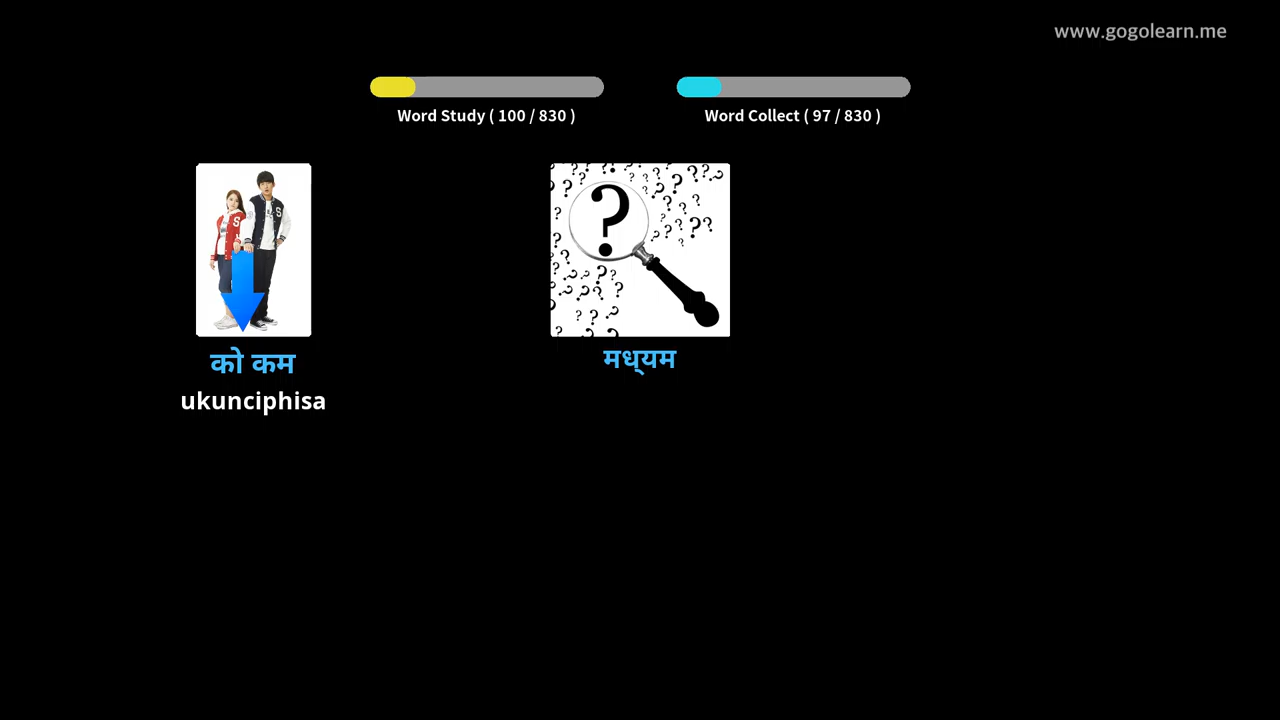 www.gogolearn.me
Word Study ( 100 / 830 )
Word Collect ( 97 / 830 )
को कम
ukunciphisa
मध्‌यम